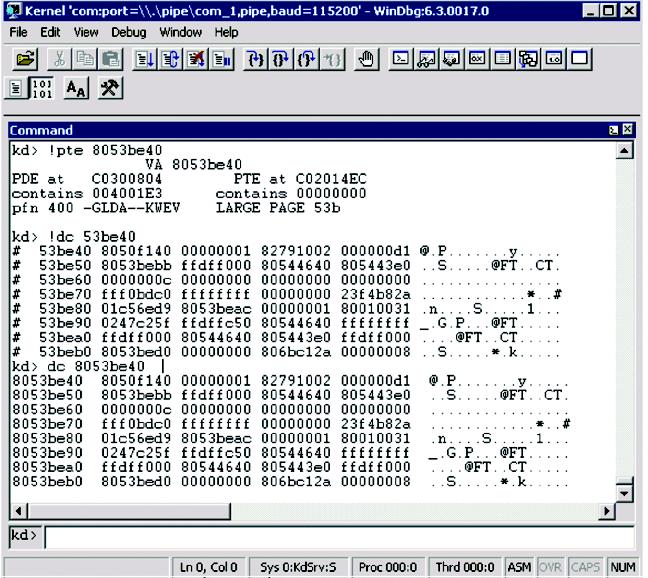 Kernel 'com:port=\\.\pipe\com_1,pipe,baud=115200' - WinDbg:6.3.0017.0
File Edit View Debug Window Help
Command
kd> !pte 8053be40
VA 8053be40
PDE at C0300804 PTE at C02014EC
contains 004001E3 contains 00000000
pfn 400 -GLDA--KWEV LARGE PAGE 53b
kd> !dc 53be40
# 53be40 8050f140 00000001 82791002 000000d1 @.P.......y.....
# 53be50 8053bebb ffdff000 80544640 805443e0 ..S.....@FT..CT.
# 53be60 0000000c 00000000 00000000 00000000 ................
# 53be70 fff0bdc0 ffffffff 00000000 23f4b82a ............*..#
# 53be80 01c56ed9 8053beac 00000001 80010031 .n....S.....1...
# 53be90 0247c25f ffdffc50 80544640 ffffffff _.G.P...@FT.....
# 53bea0 ffdff000 80544640 805443e0 ffdff000 ....@FT..CT.....
# 53beb0 8053bed0 00000000 806bc12a 00000008 ..S.....*.k.....
kd> dc 8053be40
8053be40 8050f140 00000001 82791002 000000d1 @.P.......y.....
8053be50 8053bebb ffdff000 80544640 805443e0 ..S.....@FT..CT.
8053be60 0000000c 00000000 00000000 00000000 ................
8053be70 fff0bdc0 ffffffff 00000000 23f4b82a ............*..#
8053be80 01c56ed9 8053beac 00000001 80010031 .n....S.....1...
8053be90 0247c25f ffdffc50 80544640 ffffffff _.G.P...@FT.....
8053bea0 ffdff000 80544640 805443e0 ffdff000 ....@FT..CT.....
8053beb0 8053bed0 00000000 806bc12a 00000008 ..S.....*.k.....
kd>
Ln 0, Col 0 Sys 0:KdSrv:S Proc 000:0 Thrd 000:0 ASM OVR CAPS NUM